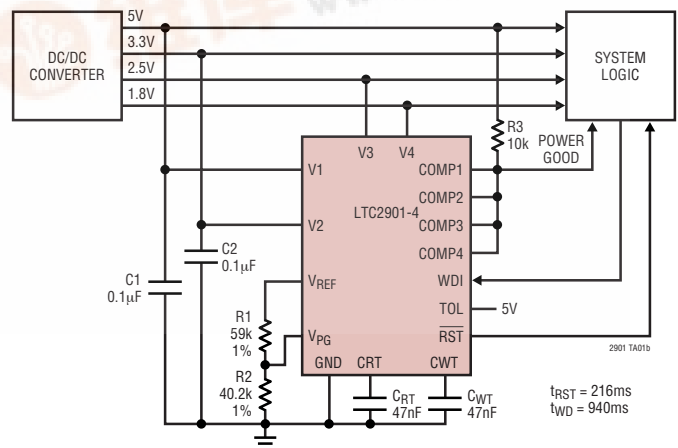 DC/DC
CONVERTER
5V
3.3V
2.5V
1.8V
SYSTEM
LOGIC
R3
10k
POWER
GOOD
V3
V4
V1
COMP1
COMP2
LTC2901-4
V2
COMP3
COMP4
C2
0.1µF
C1
0.1µF
VREF
WDI
TOL
5V
R1
59k
1%
VPG
RST
2901 TA01b
GND
CRT
CWT
R2
40.2k
1%
CRT
47nF
CWT
47nF
tRST = 216ms
tWD = 940ms